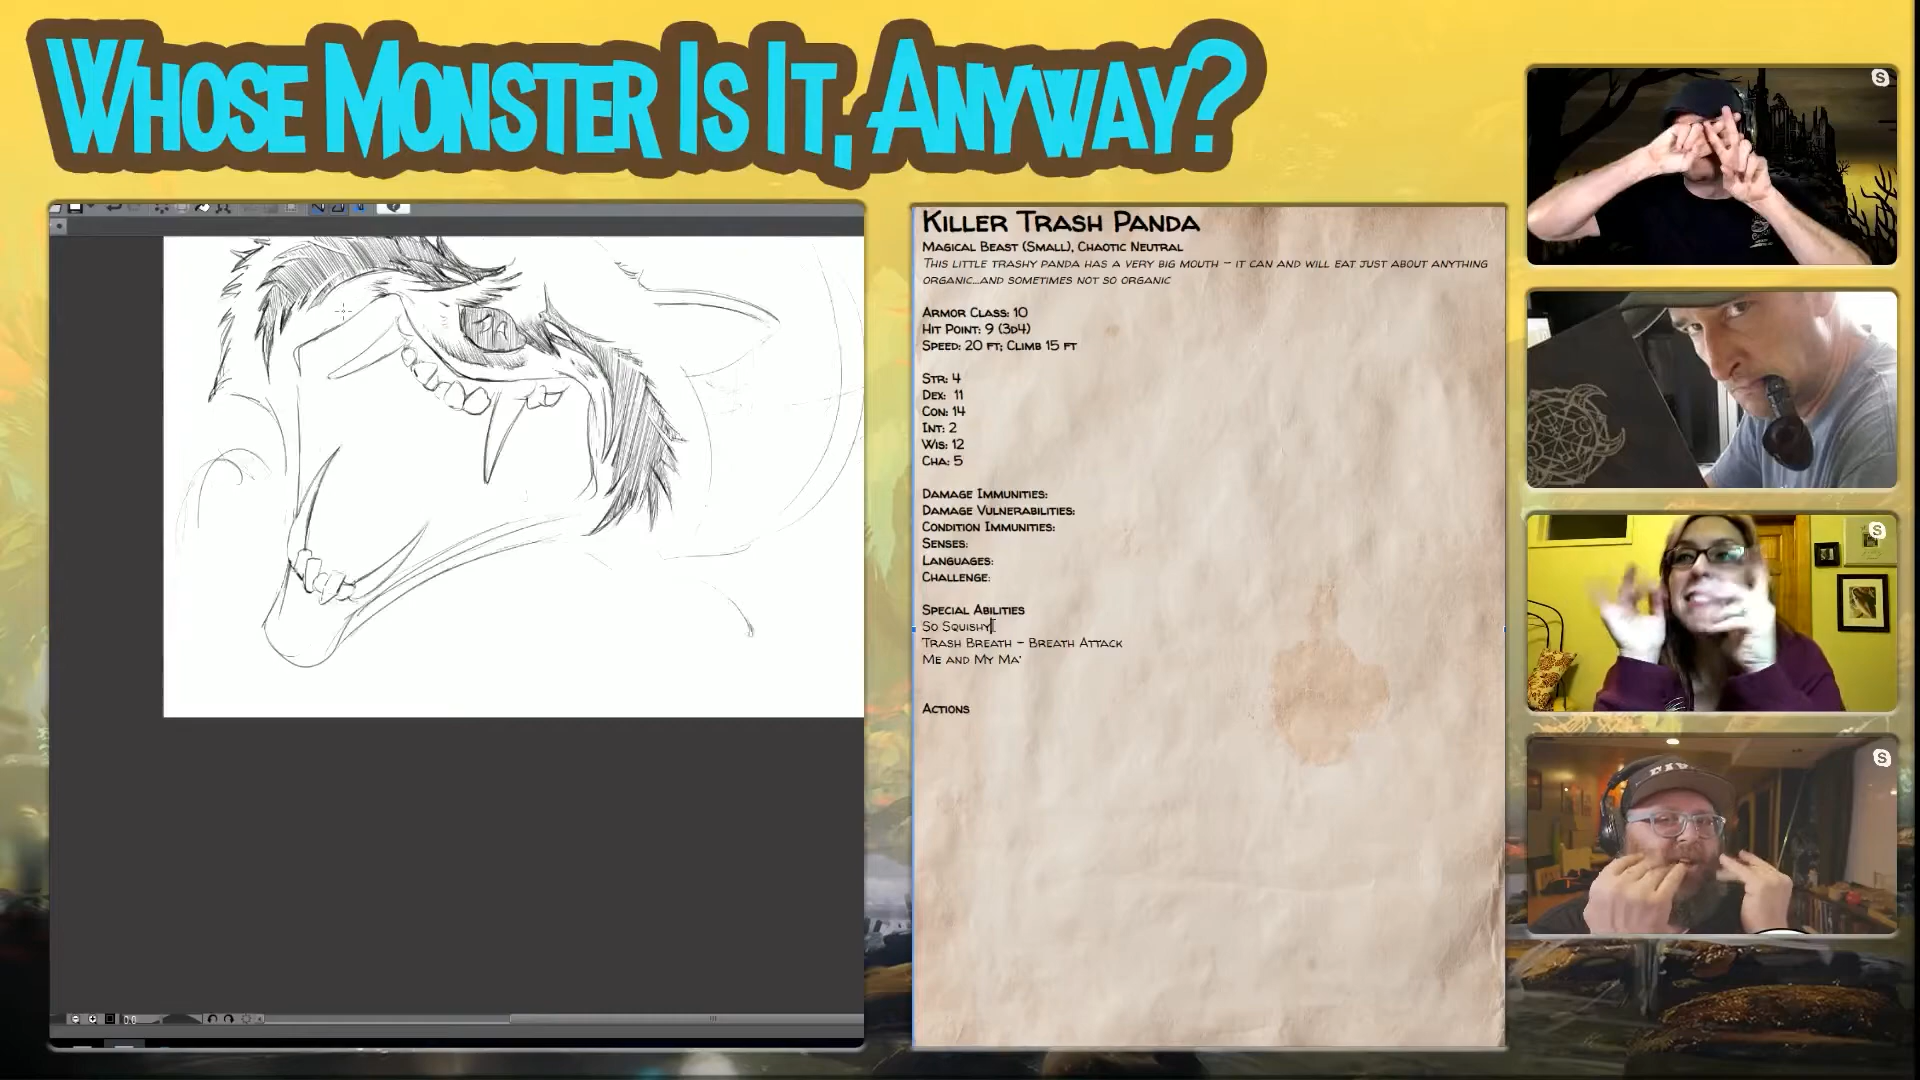 Whose Monster Is It, Anyway?
Killer Trash Panda
Magical Beast (Small), Chaotic Neutral
This little trashy panda has a very big mouth - it can and will eat just about anything
organic...and sometimes not so organic
Armor Class: 10
Hit Point: 9 (3d4)
Speed: 20 ft; Climb 15 ft
Str: 4
Dex: 11
Con: 14
Int: 2
Wis: 12
Cha: 5
Damage Immunities:
Damage Vulnerabilities:
Condition Immunities:
Senses:
Languages:
Challenge:
Special Abilities
So Squishy
Trash Breath - Breath Attack
Me and My Ma'
Actions
0.0